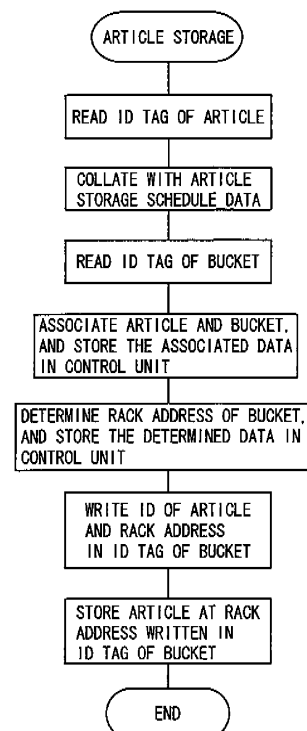 ARTICLE STORAGE
READ ID TAG OF ARTICLE
COLLATE WITH ARTICLE
STORAGE SCHEDULE DATA
READ ID TAG OF BUCKET
ASSOCIATE ARTICLE AND BUCKET,
AND STORE THE ASSOCIATED DATA
IN CONTROL UNIT
DETERMINE RACK ADDRESS OF BUCKET,
AND STORE THE DETERMINED DATA IN
CONTROL UNIT
WRITE ID OF ARTICLE
AND RACK ADDRESS
IN ID TAG OF BUCKET
STORE ARTICLE AT RACK
ADDRESS WRITTEN IN
ID TAG OF BUCKET
END